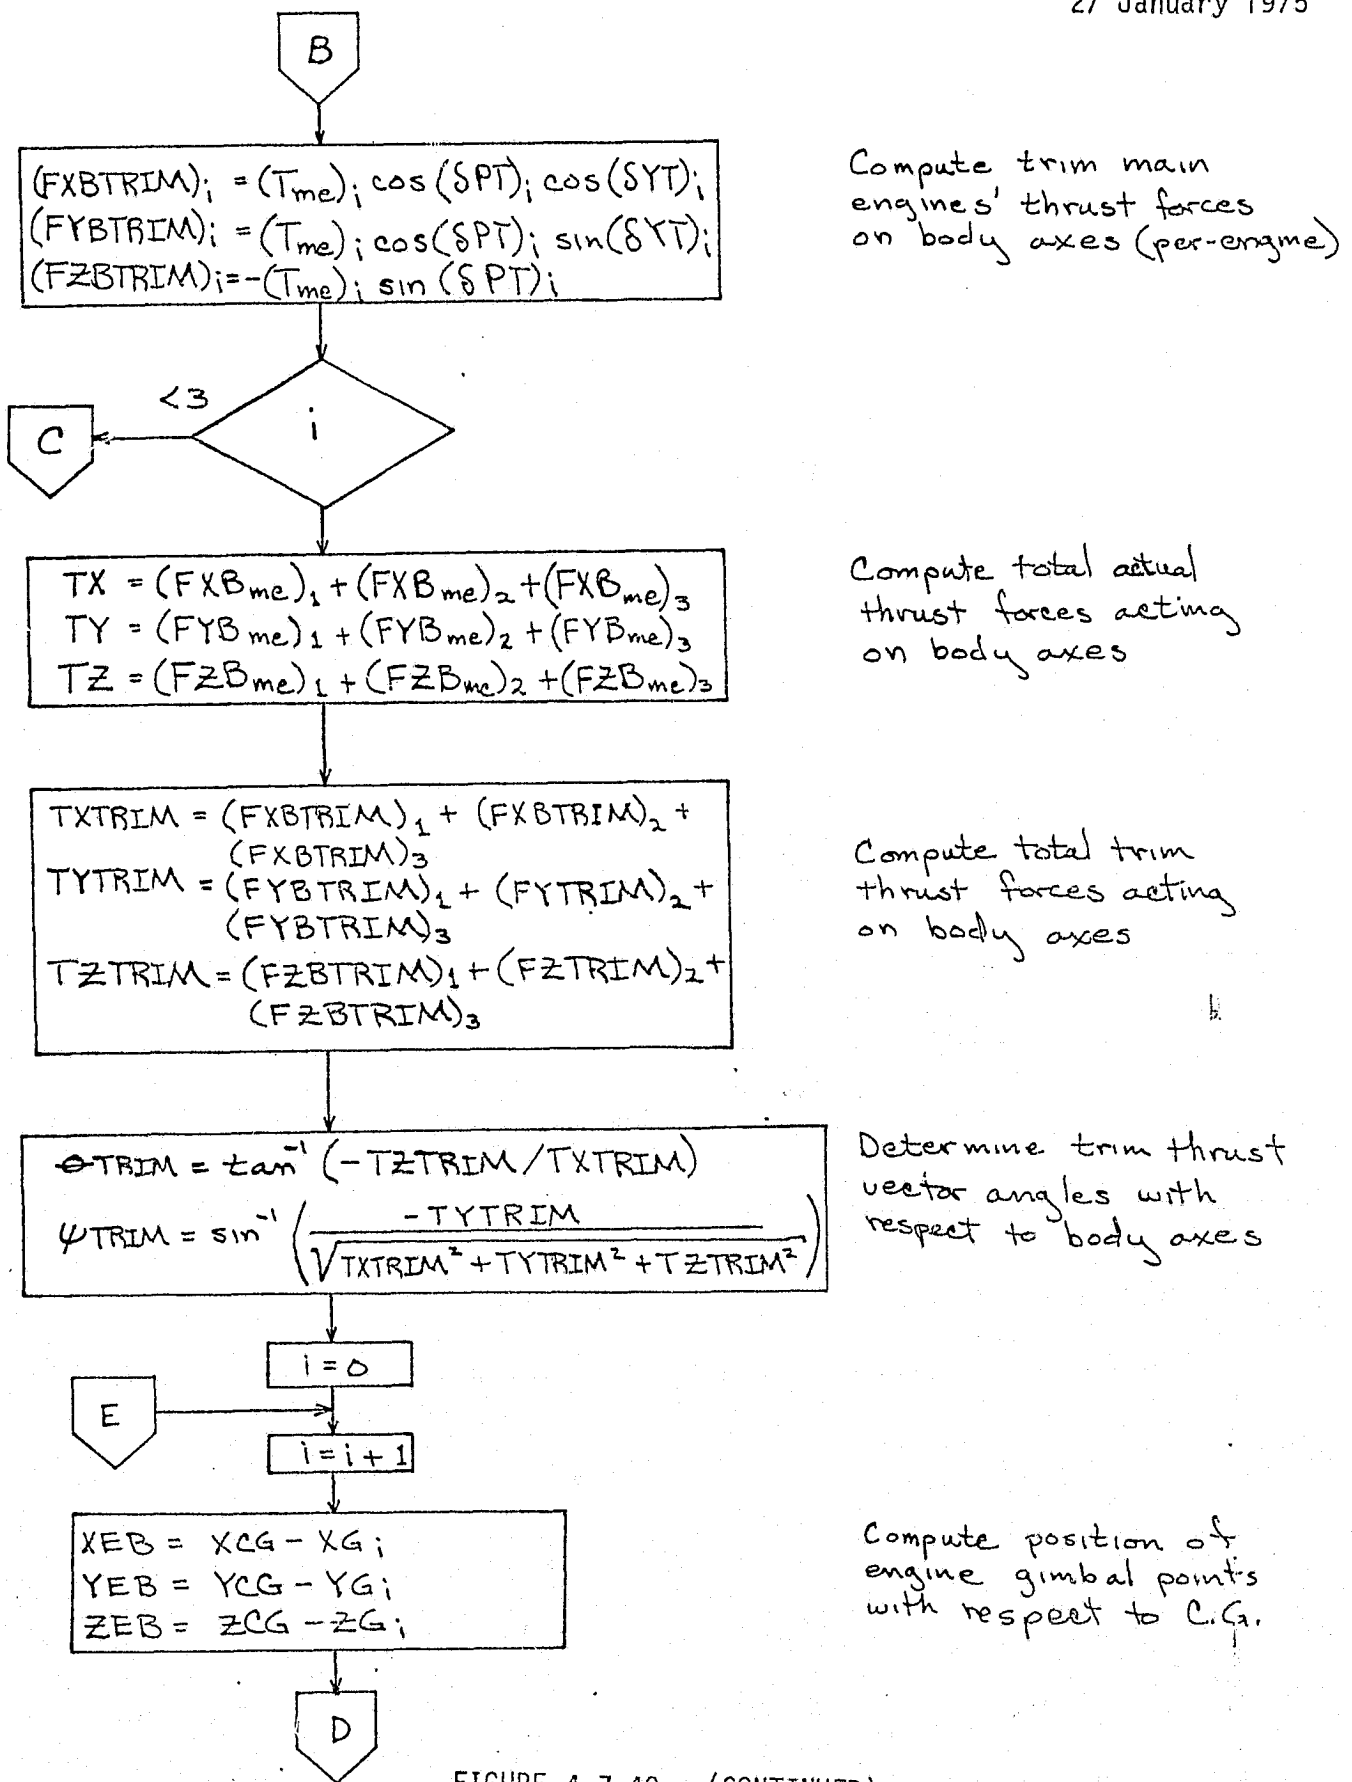 27 January 1975
B
(FXBTRIM)i = (Tme)i cos(δPT)i cos(δYT)i
(FYBTRIM)i = (Tme)i cos(δPT)i sin(δYT)i
(FZBTRIM)i = -(Tme)i sin(δPT)i
Compute trim main
engines' thrust forces
on body axes (per-engine)
<3
i
C
TX = (FXBme)1 + (FXBme)2 + (FXBme)3
TY = (FYBme)1 + (FYBme)2 + (FYBme)3
TZ = (FZBme)1 + (FZBme)2 + (FZBme)3
Compute total actual
thrust forces acting
on body axes
TXTRIM = (FXBTRIM)1 + (FXBTRIM)2 +
(FXBTRIM)3
TYTRIM = (FYBTRIM)1 + (FYTRIM)2 +
(FYBTRIM)3
TZTRIM = (FZBTRIM)1 + (FZTRIM)2 +
(FZBTRIM)3
Compute total trim
thrust forces acting
on body axes
θTRIM = tan⁻¹ (-TZTRIM/TXTRIM)
ψTRIM = sin⁻¹ (-TYTRIM / √TXTRIM² + TYTRIM² + TZTRIM²)
Determine trim thrust
vector angles with
respect to body axes
i = 0
E
i = i + 1
XEB = XCG - XGi
YEB = YCG - YGi
ZEB = ZCG - ZGi
Compute position of
engine gimbal points
with respect to C.G.
D
FIGURE 4.7-10 (CONTINUED)